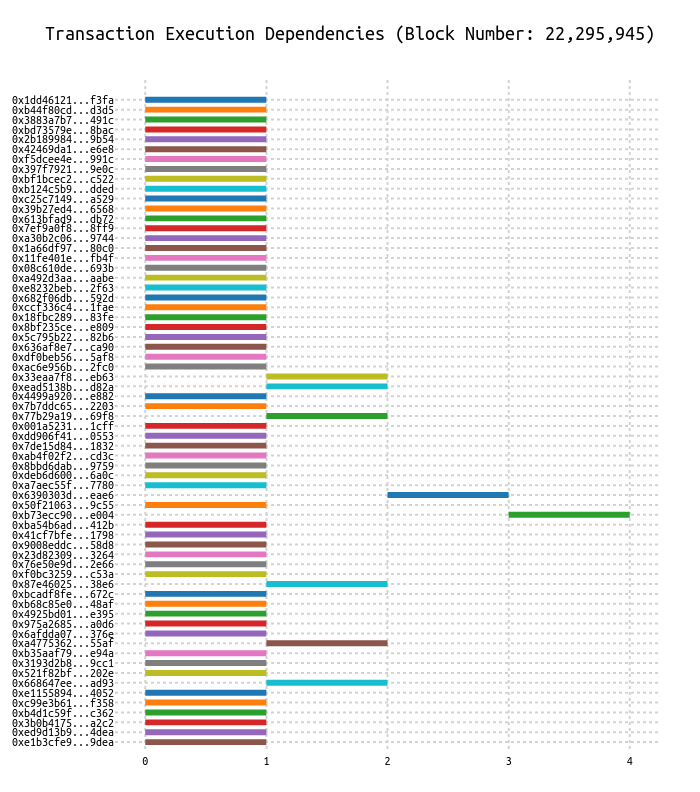 Transaction Execution Dependencies (Block Number: 22,295,945)
0x1dd46121...f3fa
0xb44f80cd...d3d5
0x3883a7b7...491c
0xbd73579e...8bac
0x2b189984...9b54
0x42469da1...e6e8
0xf5dcee4e...991c
0x397f7921...9e0c
0xbf1bcec2...c522
0xb124c5b9...dded
0xc25c7149...a529
0x39b27ed4...6568
0x613bfad9...db72
0x7ef9a0f8...8ff9
0xa30b2c06...9744
0x1a66df97...80c0
0x11fe401e...fb4f
0x08c610de...693b
0xa492d3aa...aabe
0xe8232beb...2f63
0x682f06db...592d
0xccf336c4...1fae
0x18fbc289...83fe
0x8bf235ce...e809
0x5c795b22...82b6
0x636af8e7...ca90
0xdf0beb56...5af8
0xac6e956b...2fc0
0x33eaa7f8...eb63
0xead5138b...d82a
0x4499a920...e882
0x7b7ddc65...2203
0x77b29a19...69f8
0x001a5231...1cff
0xdd906f41...0553
0x7de15d84...1832
0xab4f02f2...cd3c
0x8bbd6dab...9759
0xdeb6d600...6a0c
0xa7aec55f...7780
0x6390303d...eae6
0x50f21063...9c55
0xb73ecc90...e004
0xba54b6ad...412b
0x41cf7bfe...1798
0x9008eddc...58d8
0x23d82309...3264
0x76e50e9d...2e66
0xf0bc3259...c53a
0x87e46025...38e6
0xbcadf8fe...672c
0xb68c85e0...48af
0x4925bd01...e395
0x975a2685...a0d6
0x6afdda07...376e
0xa4775362...55af
0xb35aaf79...e94a
0x3193d2b8...9cc1
0x521f82bf...202e
0x668647ee...ad93
0xe1155894...4052
0xc99e3b61...f358
0xb4d1c59f...c362
0x3b0b4175...a2c2
0xed9d13b9...4dea
0xe1b3cfe9...9dea
0 1 2 3 4